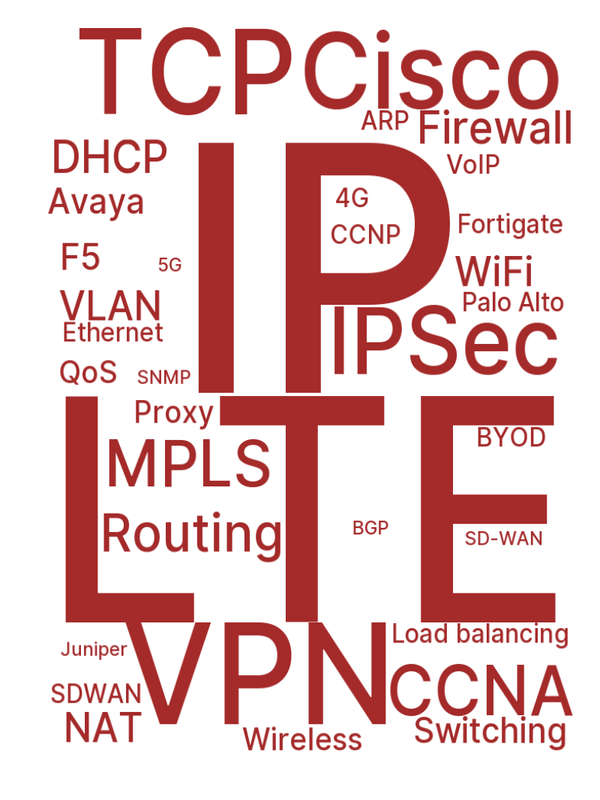 TCP Cisco
ARP Firewall
DHCP
VoIP
Avaya
IP
4G
CCNP
Fortigate
F5
5G
WiFi
VLAN
Palo Alto
Ethernet
IPSec
QoS
SNMP
Proxy
LTE
BYOD
MPLS
Routing
BGP
SD-WAN
Load balancing
Juniper
VPN
CCNA
SDWAN
NAT
Switching
Wireless